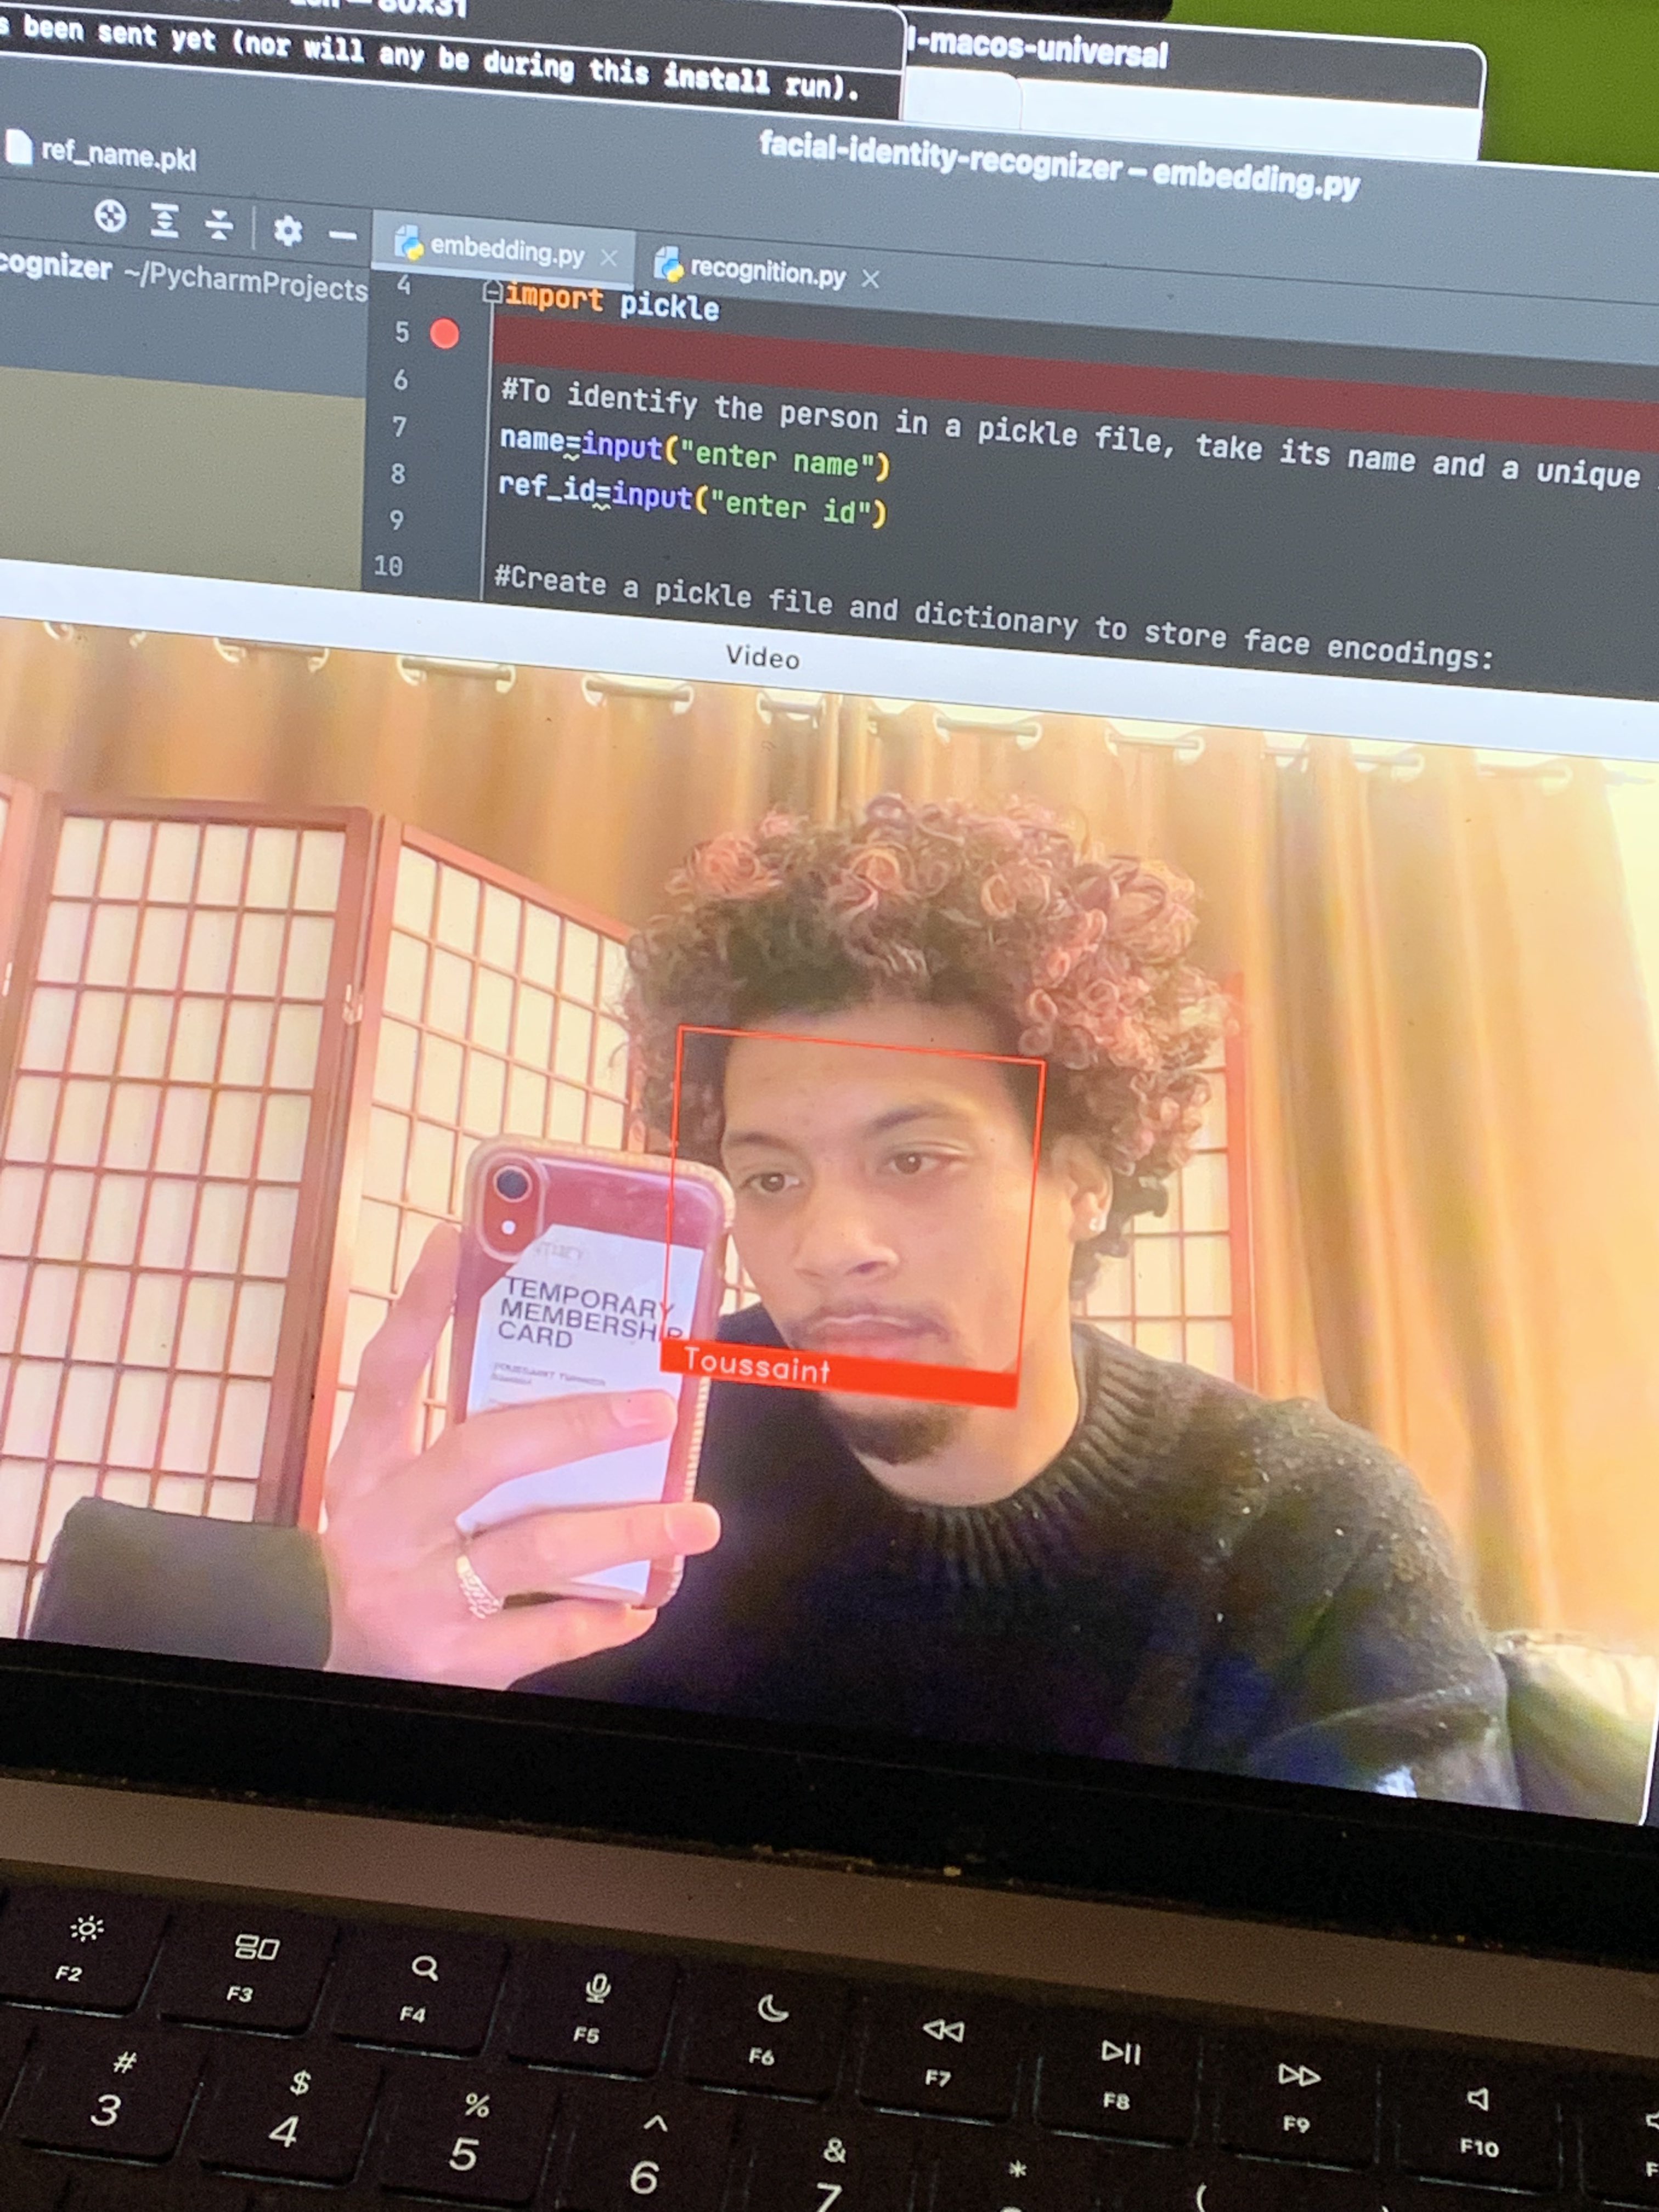 80x31
been sent yet (nor will any be during this install run).
l-macos-universal
ref_name.pkl
facial-identity-recognizer – embedding.py
cognizer ~/PycharmProjects
embedding.py
recognition.py
4 import pickle
5
6 #To identify the person in a pickle file, take its name and a unique
7 name=input("enter name")
8 ref_id=input("enter id")
9
10 #Create a pickle file and dictionary to store face encodings:
Video
TEMPORARY
MEMBERSHIP
CARD
TOUSSAINT
Toussaint
F2 F3 F4 F5 F6 F7 F8 F9 F10 F
# $ % ^ & * (
3 4 5 6 7